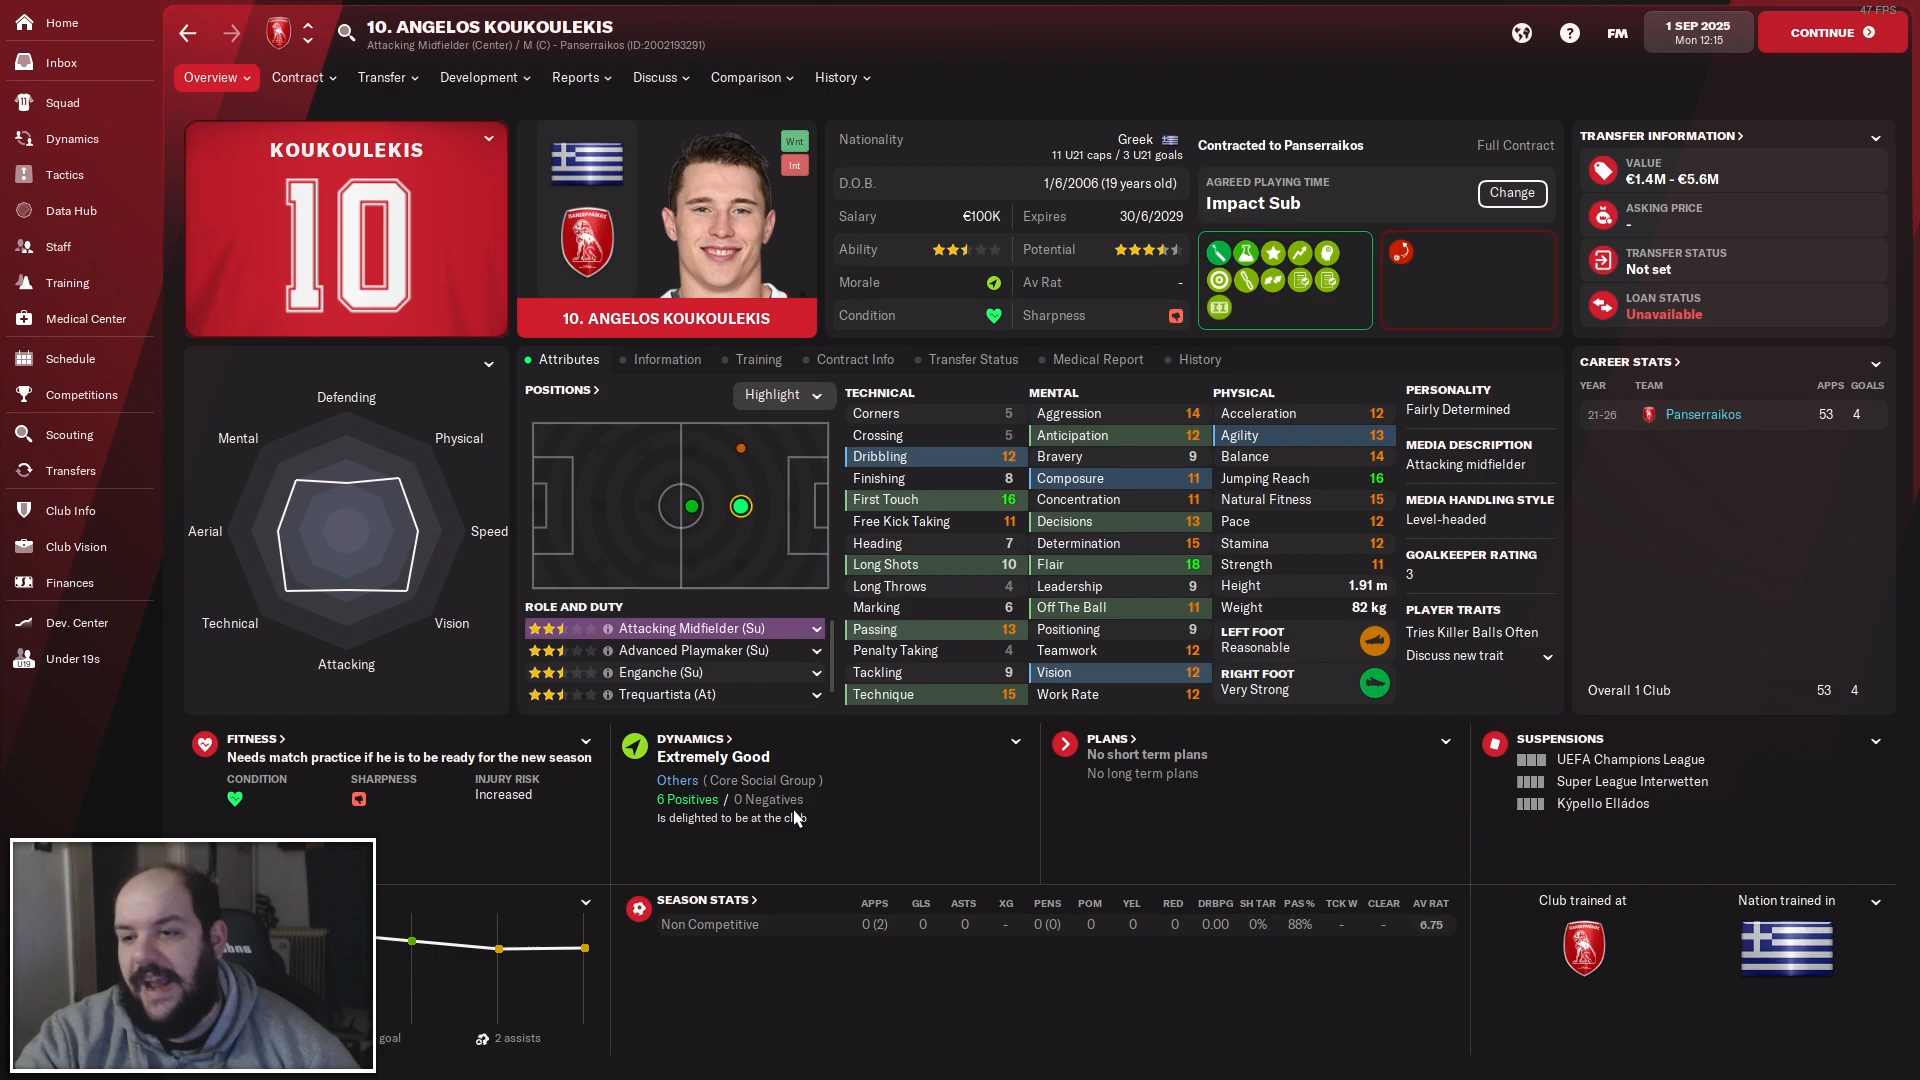 47 FPS
Home
Inbox
Squad
Dynamics
Tactics
Data Hub
Staff
Training
Medical Center
Schedule
Competitions
Scouting
Transfers
Club Info
Club Vision
Finances
Dev. Center
Under 19s
10. ANGELOS KOUKOULEKIS
Attacking Midfielder (Center) / M (C) - Panserraikos (ID:2002193291)
FM
1 SEP 2025
Mon 12:15
CONTINUE
Overview
Contract
Transfer
Development
Reports
Discuss
Comparison
History
KOUKOULEKIS
10
Wnt
Int
10. ANGELOS KOUKOULEKIS
Nationality
Greek
11 U21 caps / 3 U21 goals
D.O.B.
1/6/2006 (19 years old)
Salary €100K
Expires 30/6/2029
Ability
Potential
Morale
Av Rat -
Condition
Sharpness
Contracted to Panserraikos
Full Contract
AGREED PLAYING TIME
Impact Sub
Change
TRANSFER INFORMATION
VALUE
€1.4M - €5.6M
ASKING PRICE
-
TRANSFER STATUS
Not set
LOAN STATUS
Unavailable
Defending
Mental
Physical
Aerial
Speed
Technical
Vision
Attacking
Attributes
Information
Training
Contract Info
Transfer Status
Medical Report
History
POSITIONS
Highlight
ROLE AND DUTY
Attacking Midfielder (Su)
Advanced Playmaker (Su)
Enganche (Su)
Trequartista (At)
TECHNICAL
Corners 5
Crossing 5
Dribbling 12
Finishing 8
First Touch 16
Free Kick Taking 11
Heading 7
Long Shots 10
Long Throws 4
Marking 6
Passing 13
Penalty Taking 4
Tackling 9
Technique 15
MENTAL
Aggression 14
Anticipation 12
Bravery 9
Composure 11
Concentration 11
Decisions 13
Determination 15
Flair 18
Leadership 9
Off The Ball 11
Positioning 9
Teamwork 12
Vision 12
Work Rate 12
PHYSICAL
Acceleration 12
Agility 13
Balance 14
Jumping Reach 16
Natural Fitness 15
Pace 12
Stamina 12
Strength 11
Height 1.91 m
Weight 82 kg
LEFT FOOT
Reasonable
RIGHT FOOT
Very Strong
PERSONALITY
Fairly Determined
MEDIA DESCRIPTION
Attacking midfielder
MEDIA HANDLING STYLE
Level-headed
GOALKEEPER RATING
3
PLAYER TRAITS
Tries Killer Balls Often
Discuss new trait
CAREER STATS
YEAR TEAM APPS GOALS
21-26 Panserraikos 53 4
Overall 1 Club 53 4
FITNESS
Needs match practice if he is to be ready for the new season
CONDITION
SHARPNESS
INJURY RISK
Increased
DYNAMICS
Extremely Good
Others ( Core Social Group )
6 Positives / 0 Negatives
Is delighted to be at the club
PLANS
No short term plans
No long term plans
SUSPENSIONS
UEFA Champions League
Super League Interwetten
Kýpello Elládos
goal
2 assists
SEASON STATS
APPS GLS ASTS XG PENS POM YEL RED DRBPG SH TAR PAS % TCK W CLEAR AV RAT
Non Competitive 0 (2) 0 0 - 0 (0) 0 0 0 0.00 0% 88% - - 6.75
Club trained at
Nation trained in